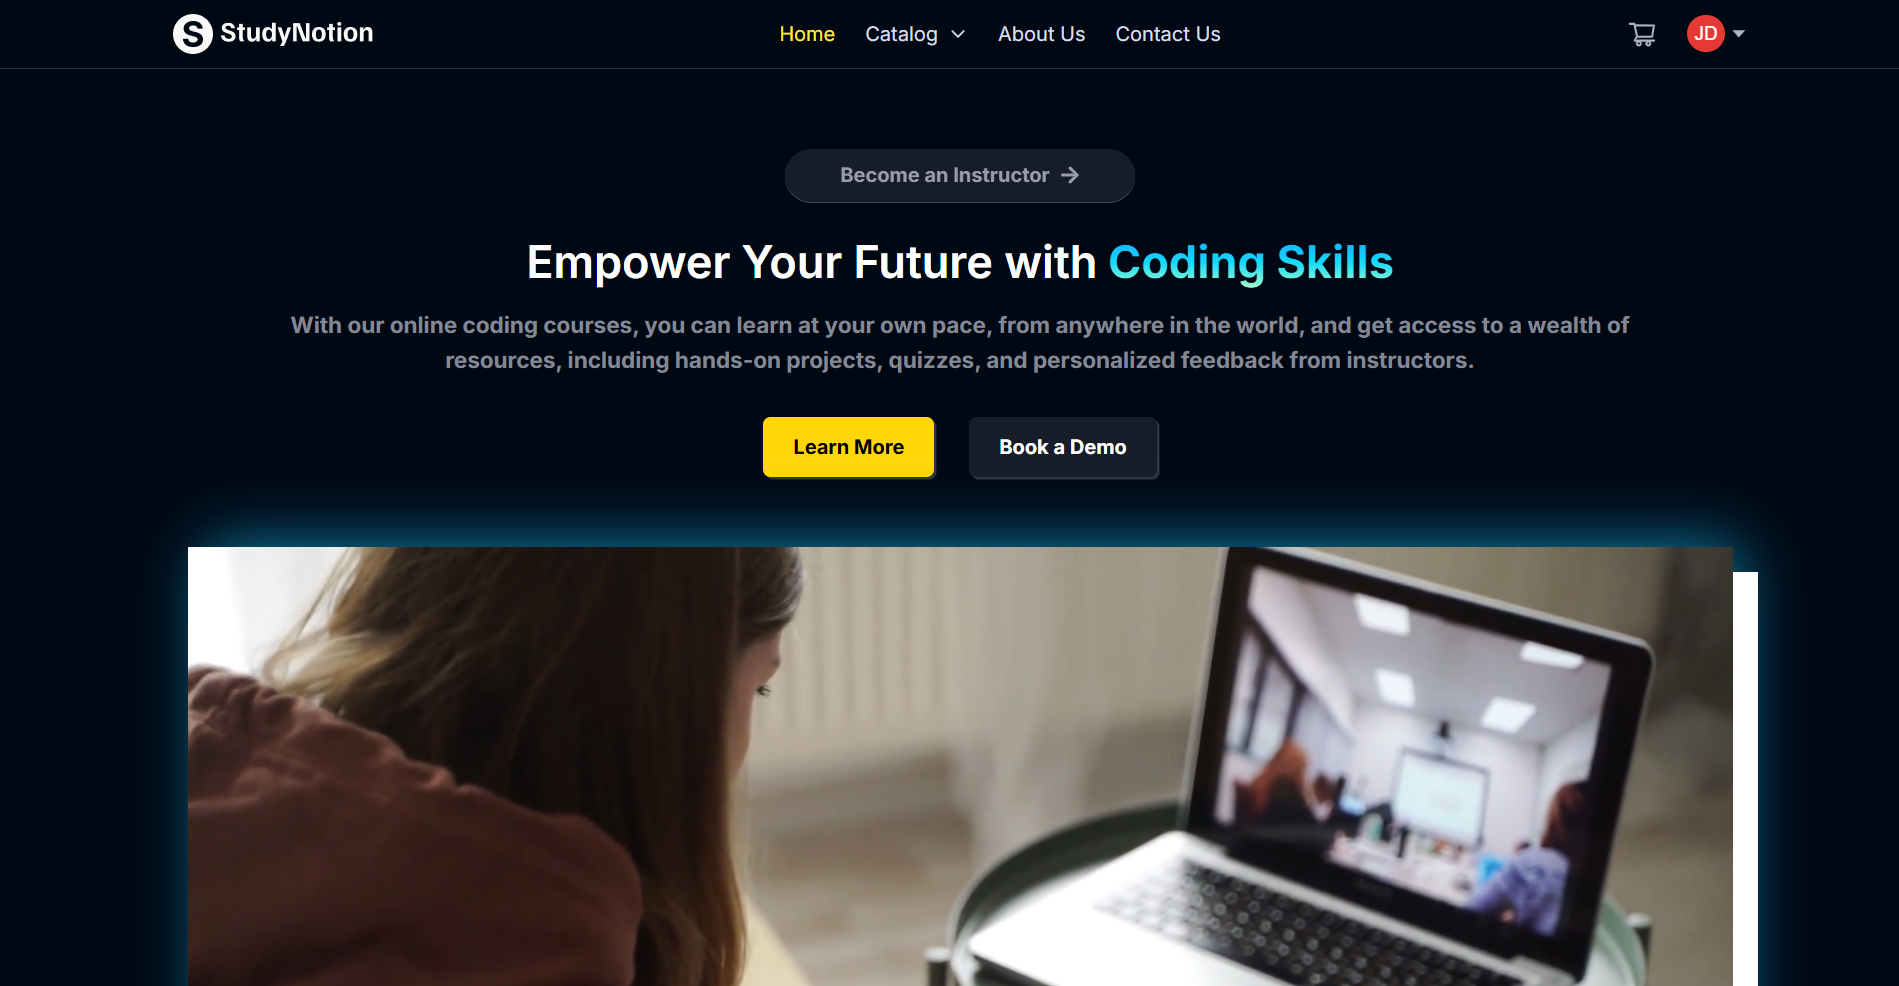 S StudyNotion
Home Catalog About Us Contact Us
JD
Become an Instructor
Empower Your Future with Coding Skills
With our online coding courses, you can learn at your own pace, from anywhere in the world, and get access to a wealth of
resources, including hands-on projects, quizzes, and personalized feedback from instructors.
Learn More Book a Demo